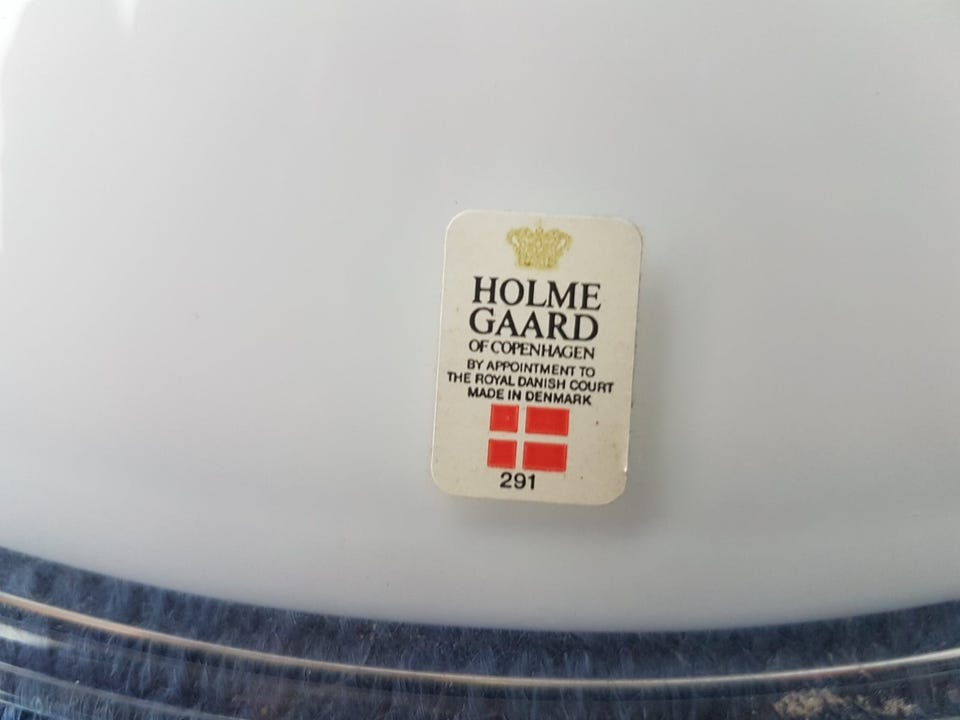 HOLME
GAARD
OF COPENHAGEN
BY APPOINTMENT TO
THE ROYAL DANISH COURT
MADE IN DENMARK
291